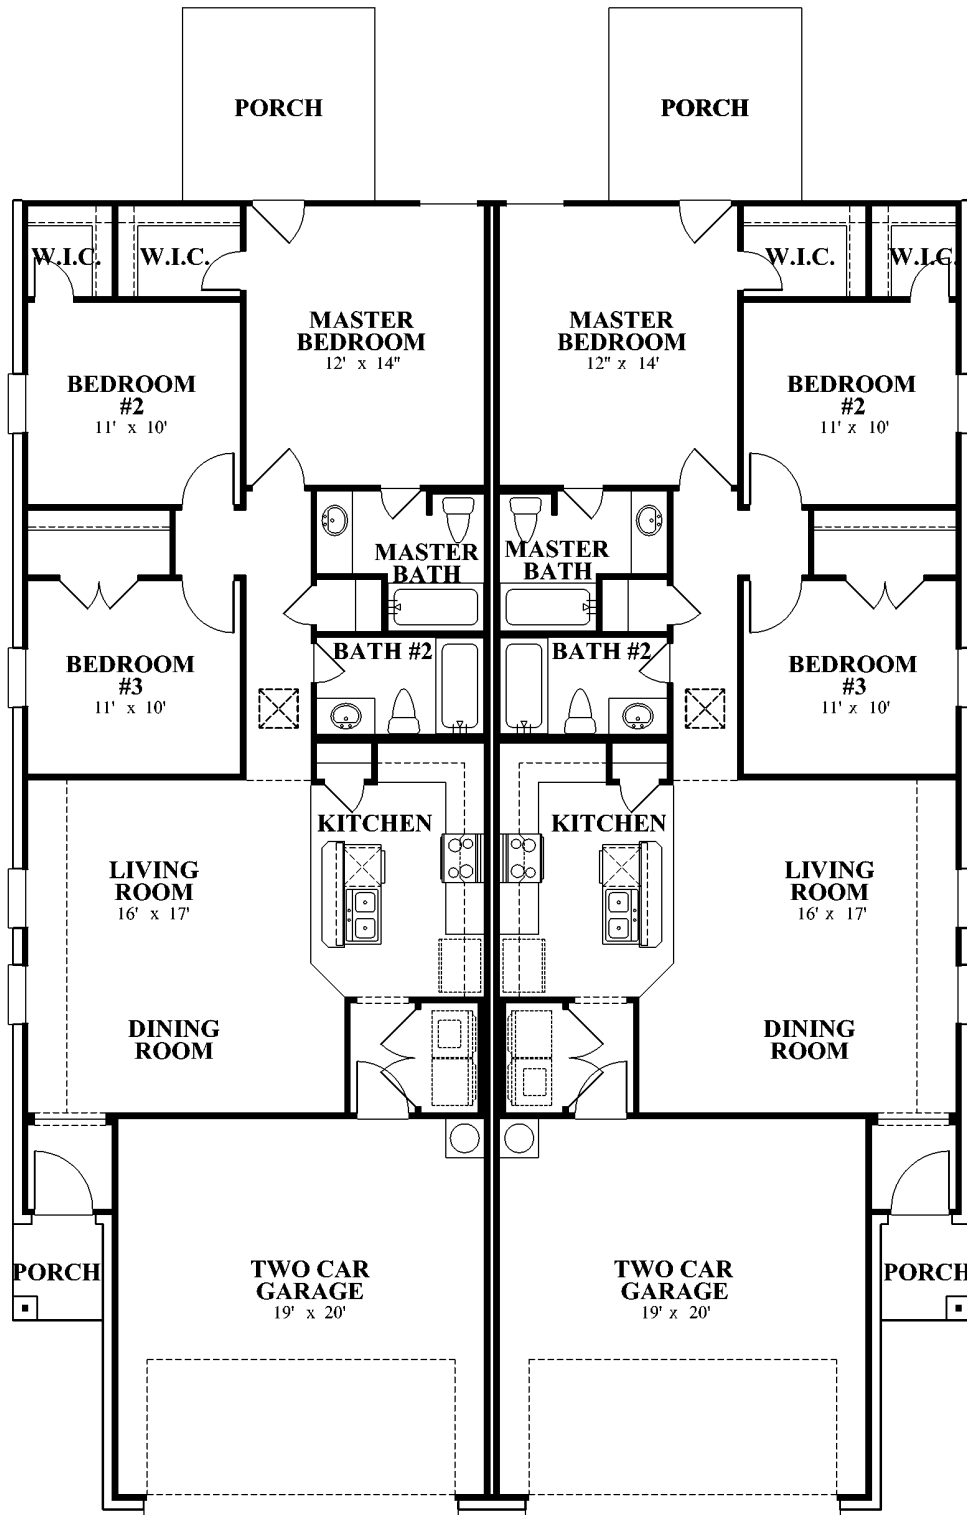 PORCH
PORCH
W.I.C.
W.I.C.
W.I.C.
W.I.C.
MASTER
BEDROOM
12' x 14"
MASTER
BEDROOM
12" x 14'
BEDROOM
#2
11' x 10'
BEDROOM
#2
11' x 10'
MASTER
BATH
MASTER
BATH
BEDROOM
#3
11' x 10'
BATH #2
BATH #2
BEDROOM
#3
11' x 10'
KITCHEN
KITCHEN
LIVING
ROOM
16' x 17'
LIVING
ROOM
16' x 17'
DINING
ROOM
DINING
ROOM
PORCH
TWO CAR
GARAGE
19' x 20'
TWO CAR
GARAGE
19' x 20'
PORCH